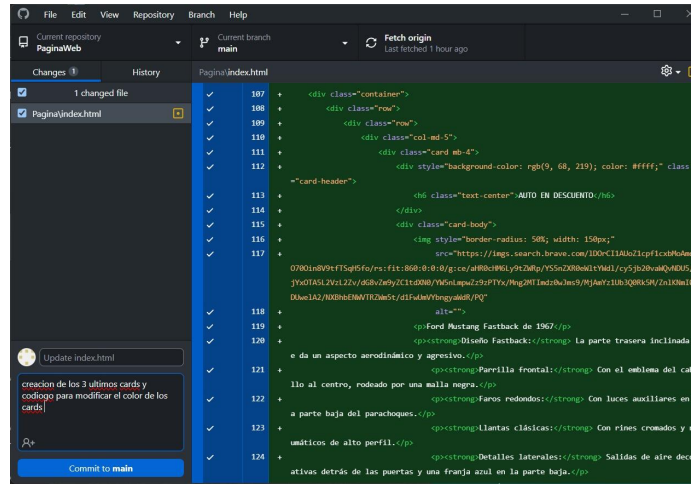 File Edit View Repository Branch Help
Current repository
PaginaWeb
Current branch
main
Fetch origin
Last fetched 1 hour ago
Changes 1 History
Pagina\index.html
1 changed file
Pagina\index.html
107 + <div class="container">
108 + <div class="row">
109 + <div class="row">
110 + <div class="col-md-5">
111 + <div class="card mb-4">
112 + <div style="background-color: rgb(9, 68, 219); color: #ffff;" class
="card-header">
113 + <h6 class="text-center">AUTO EN DESCUENTO</h6>
114 + </div>
115 + <div class="card-body">
116 + <img style="border-radius: 50%; width: 150px;"
117 +
118 + alt="">
119 + <p>Ford Mustang Fastback de 1967</p>
120 + <p><strong>Diseño Fastback:</strong> La parte trasera inclinada
e da un aspecto aerodinámico y agresivo.</p>
121 + <p><strong>Parrilla frontal:</strong> Con el emblema del cab
llo al centro, rodeado por una malla negra.</p>
122 + <p><strong>Faros redondos:</strong> Con luces auxiliares en
a parte baja del parachoques.</p>
123 + <p><strong>Llantas clásicas:</strong> Con rines cromados y
umáticos de alto perfil.</p>
124 + <p><strong>Detalles laterales:</strong> Salidas de aire deco
ativas detrás de las puertas y una franja azul en la parte baja.</p>
Update index.html
creacion de los 3 ultimos cards y
codiogo para modificar el color de los
cards
Commit to main